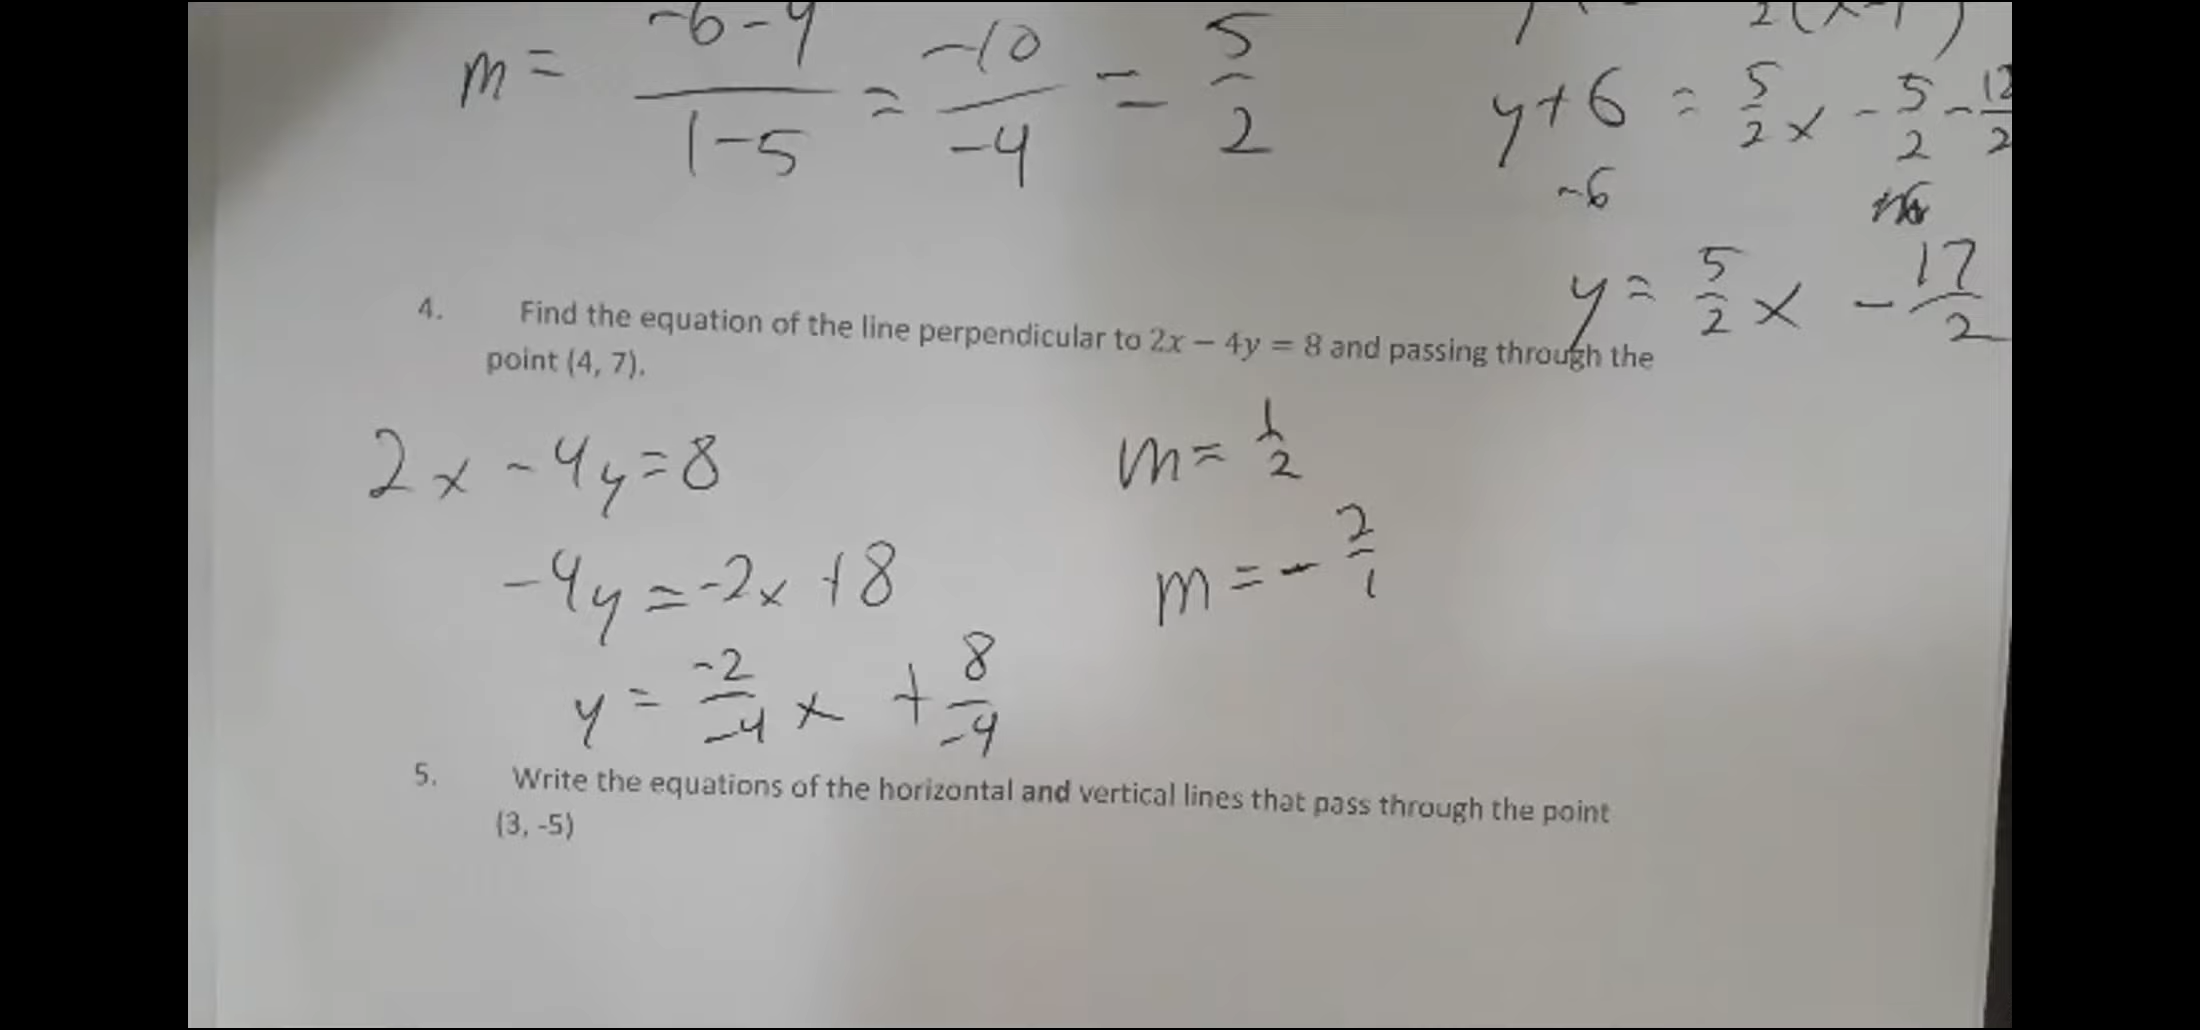 m = -6-4 / 1-5 = -10 / -4 = 5/2
y+6 = 5/2 x - 5/2 - 12/2
-6
y = 5/2 x - 17/2
4. Find the equation of the line perpendicular to 2x − 4y = 8 and passing through the
point (4, 7).
2x - 4y = 8
m = 1/2
-4y = -2x + 8
m = - 2/1
y = -2/-4 x + 8/-4
5. Write the equations of the horizontal and vertical lines that pass through the point
(3, -5)